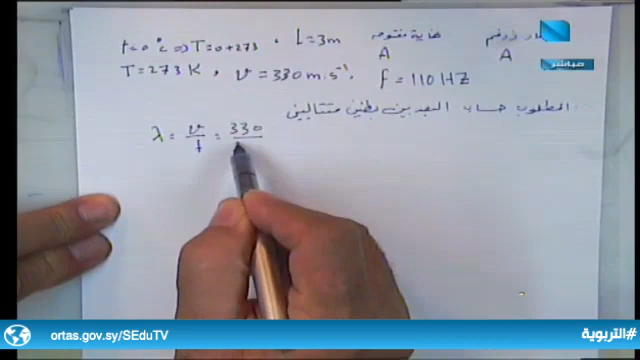 t = 0 °C ⇒ T = 0 + 273 , L = 3 m نهاية مفتوحة
A A
T = 273 K , v = 330 m.s⁻¹ , f = 110 HZ
مباشر
المطلوب حساب البعد بين بطنين متتاليين
λ = v/f = 330
ortas.gov.sy/SEduTV
#التربوية